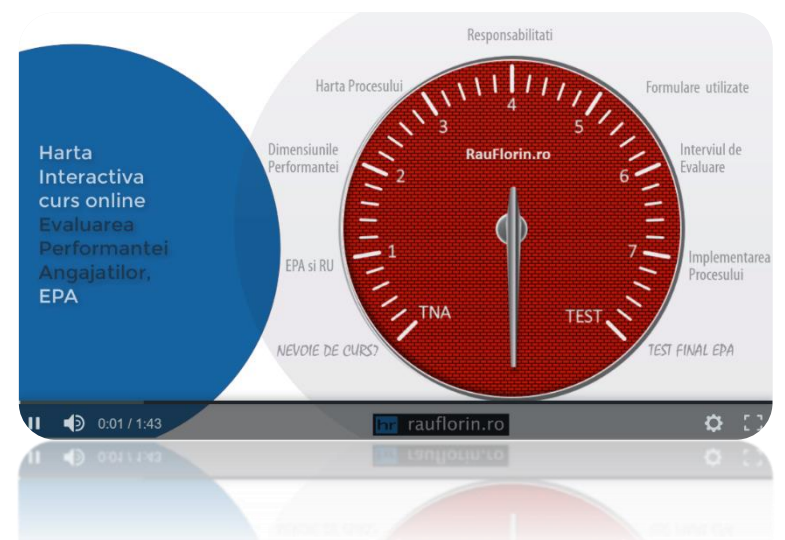 Harta
Interactiva
curs online
Evaluarea
Performantei
Angajatilor,
EPA
Responsabilitati
Harta Procesului
Formulare utilizate
Dimensiunile
Performantei
Interviul de
Evaluare
EPA si RU
Implementarea
Procesului
NEVOIE DE CURS?
TEST FINAL EPA
RauFlorin.ro
TNA
1
2
3
4
5
6
7
TEST
0:01 / 1:43
hr rauflorin.ro